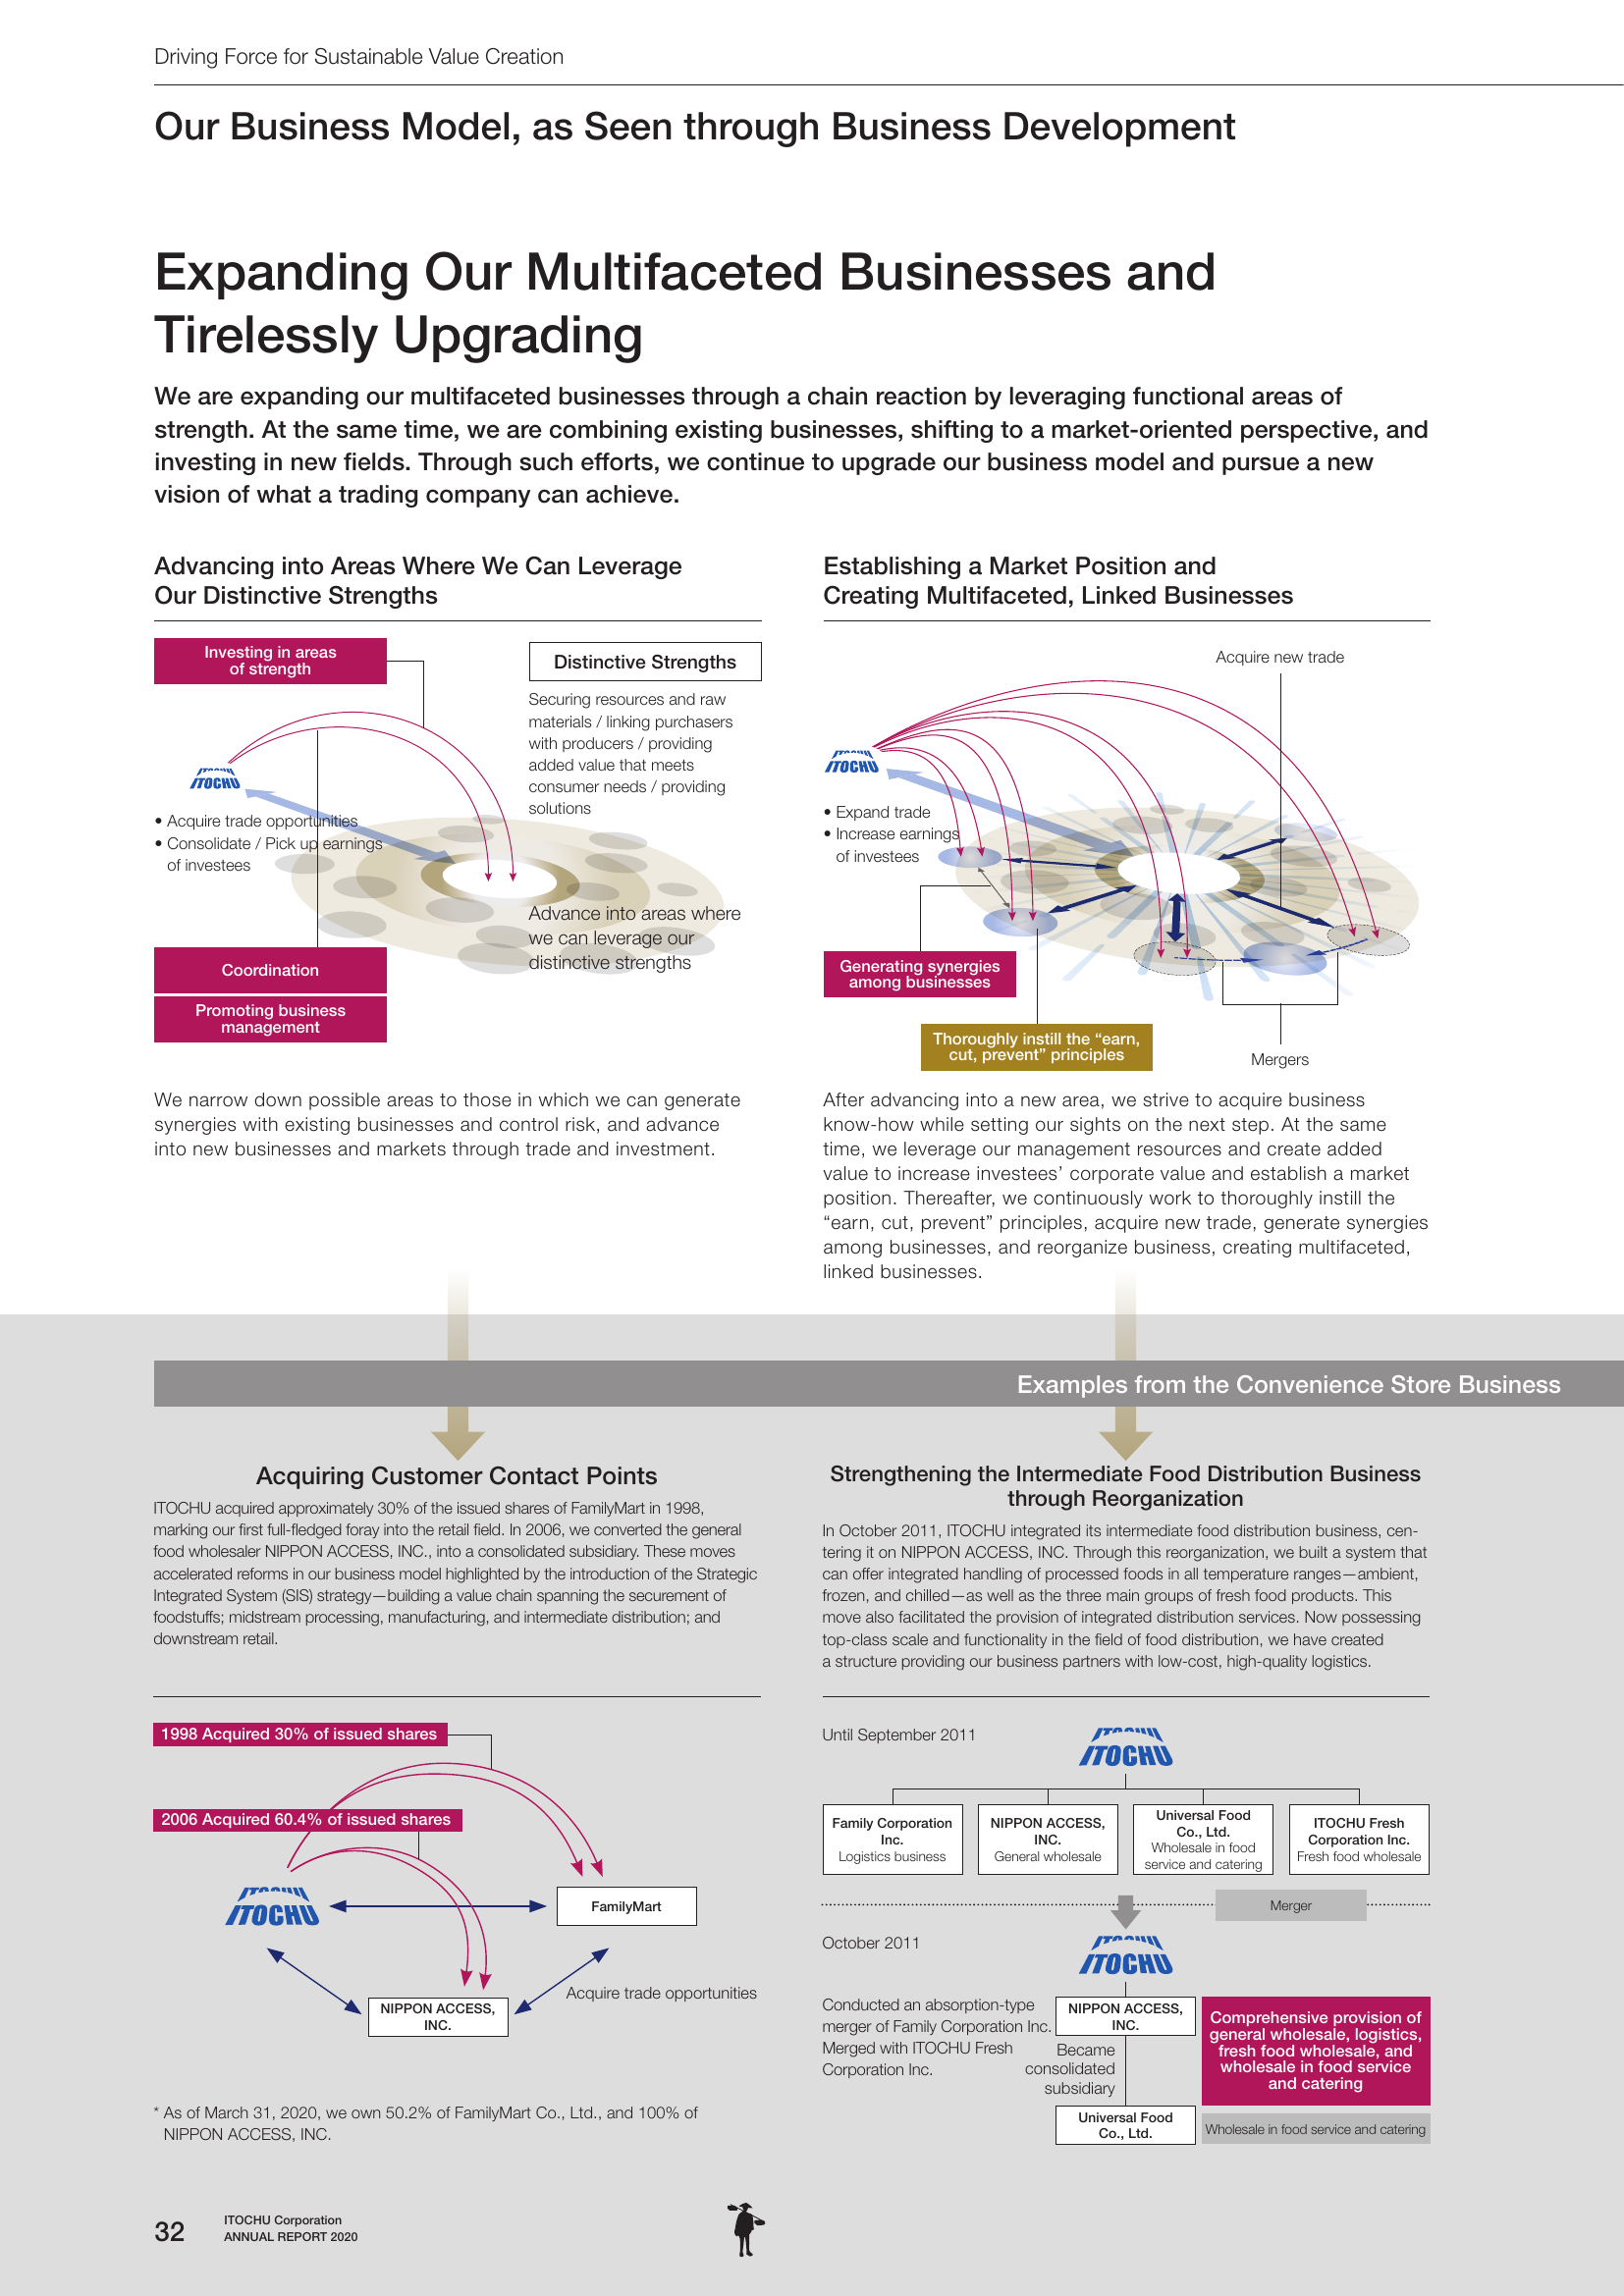 Driving Force for Sustainable Value Creation
Our Business Model, as Seen through Business Development
Expanding Our Multifaceted Businesses and
Tirelessly Upgrading
We are expanding our multifaceted businesses through a chain reaction by leveraging functional areas of
strength. At the same time, we are combining existing businesses, shifting to a market-oriented perspective, and
investing in new fields. Through such efforts, we continue to upgrade our business model and pursue a new
vision of what a trading company can achieve.
Advancing into Areas Where We Can Leverage
Our Distinctive Strengths
Investing in areas
of strength
Distinctive Strengths
Securing resources and raw
materials / linking purchasers
with producers / providing
added value that meets
consumer needs / providing
solutions
ITOCHU
• Acquire trade opportunities
• Consolidate / Pick up earnings
of investees
Advance into areas where
we can leverage our
distinctive strengths
Coordination
Promoting business
management
We narrow down possible areas to those in which we can generate
synergies with existing businesses and control risk, and advance
into new businesses and markets through trade and investment.
Establishing a Market Position and
Creating Multifaceted, Linked Businesses
Acquire new trade
ITOCHU
• Expand trade
• Increase earnings
of investees
Generating synergies
among businesses
Thoroughly instill the “earn,
cut, prevent” principles
Mergers
After advancing into a new area, we strive to acquire business
know-how while setting our sights on the next step. At the same
time, we leverage our management resources and create added
value to increase investees’ corporate value and establish a market
position. Thereafter, we continuously work to thoroughly instill the
“earn, cut, prevent” principles, acquire new trade, generate synergies
among businesses, and reorganize business, creating multifaceted,
linked businesses.
Examples from the Convenience Store Business
Acquiring Customer Contact Points
ITOCHU acquired approximately 30% of the issued shares of FamilyMart in 1998,
marking our first full-fledged foray into the retail field. In 2006, we converted the general
food wholesaler NIPPON ACCESS, INC., into a consolidated subsidiary. These moves
accelerated reforms in our business model highlighted by the introduction of the Strategic
Integrated System (SIS) strategy—building a value chain spanning the securement of
foodstuffs; midstream processing, manufacturing, and intermediate distribution; and
downstream retail.
1998 Acquired 30% of issued shares
2006 Acquired 60.4% of issued shares
ITOCHU
FamilyMart
Acquire trade opportunities
NIPPON ACCESS,
INC.
* As of March 31, 2020, we own 50.2% of FamilyMart Co., Ltd., and 100% of
NIPPON ACCESS, INC.
Strengthening the Intermediate Food Distribution Business
through Reorganization
In October 2011, ITOCHU integrated its intermediate food distribution business, cen-
tering it on NIPPON ACCESS, INC. Through this reorganization, we built a system that
can offer integrated handling of processed foods in all temperature ranges—ambient,
frozen, and chilled—as well as the three main groups of fresh food products. This
move also facilitated the provision of integrated distribution services. Now possessing
top-class scale and functionality in the field of food distribution, we have created
a structure providing our business partners with low-cost, high-quality logistics.
Until September 2011
ITOCHU
Family Corporation
Inc.
Logistics business
NIPPON ACCESS,
INC.
General wholesale
Universal Food
Co., Ltd.
Wholesale in food
service and catering
ITOCHU Fresh
Corporation Inc.
Fresh food wholesale
Merger
October 2011
ITOCHU
Conducted an absorption-type
merger of Family Corporation Inc.
Merged with ITOCHU Fresh
Corporation Inc.
NIPPON ACCESS,
INC.
Became
consolidated
subsidiary
Comprehensive provision of
general wholesale, logistics,
fresh food wholesale, and
wholesale in food service
and catering
Universal Food
Co., Ltd.
Wholesale in food service and catering
32
ITOCHU Corporation
ANNUAL REPORT 2020